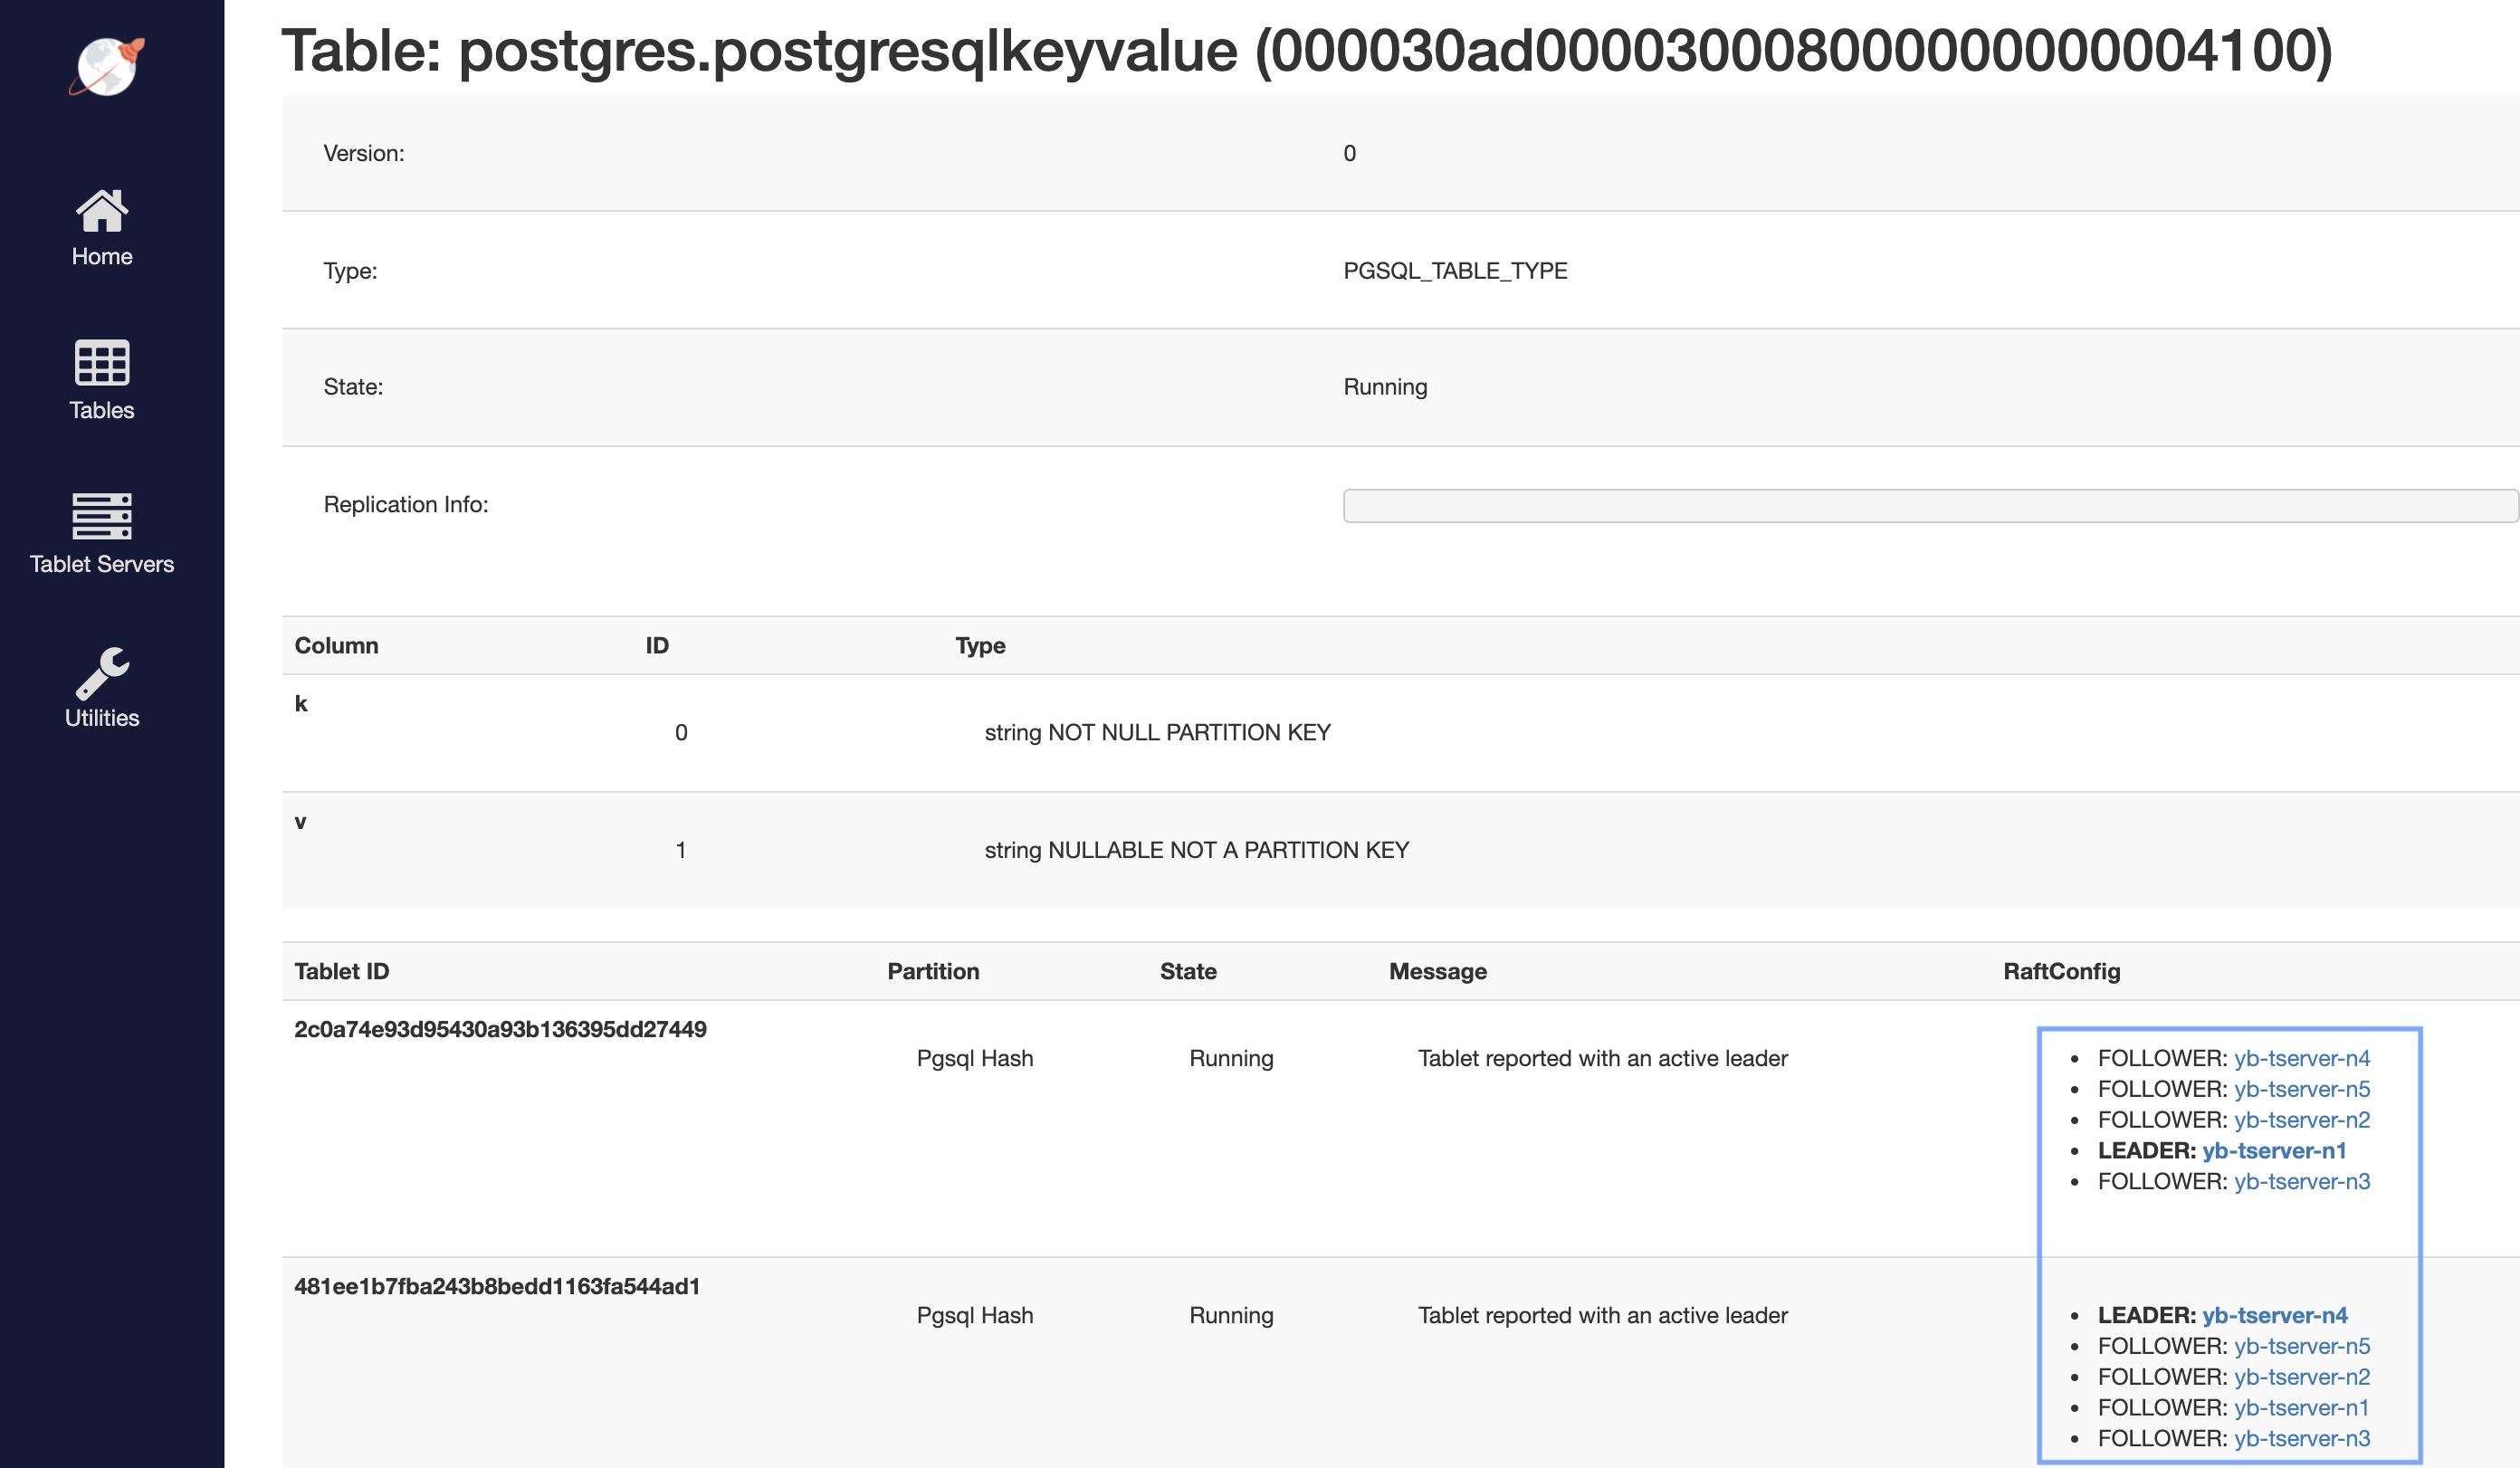 Table: postgres.postgresqlkeyvalue (000030ad000030008000000000004100)
Home
Tables
Tablet Servers
Utilities
Version: 0
Type: PGSQL_TABLE_TYPE
State: Running
Replication Info:
Column ID Type
k
0 string NOT NULL PARTITION KEY
v
1 string NULLABLE NOT A PARTITION KEY
Tablet ID Partition State Message RaftConfig
2c0a74e93d95430a93b136395dd27449
Pgsql Hash Running Tablet reported with an active leader • FOLLOWER: yb-tserver-n4
• FOLLOWER: yb-tserver-n5
• FOLLOWER: yb-tserver-n2
• LEADER: yb-tserver-n1
• FOLLOWER: yb-tserver-n3
481ee1b7fba243b8bedd1163fa544ad1
Pgsql Hash Running Tablet reported with an active leader • LEADER: yb-tserver-n4
• FOLLOWER: yb-tserver-n5
• FOLLOWER: yb-tserver-n2
• FOLLOWER: yb-tserver-n1
• FOLLOWER: yb-tserver-n3